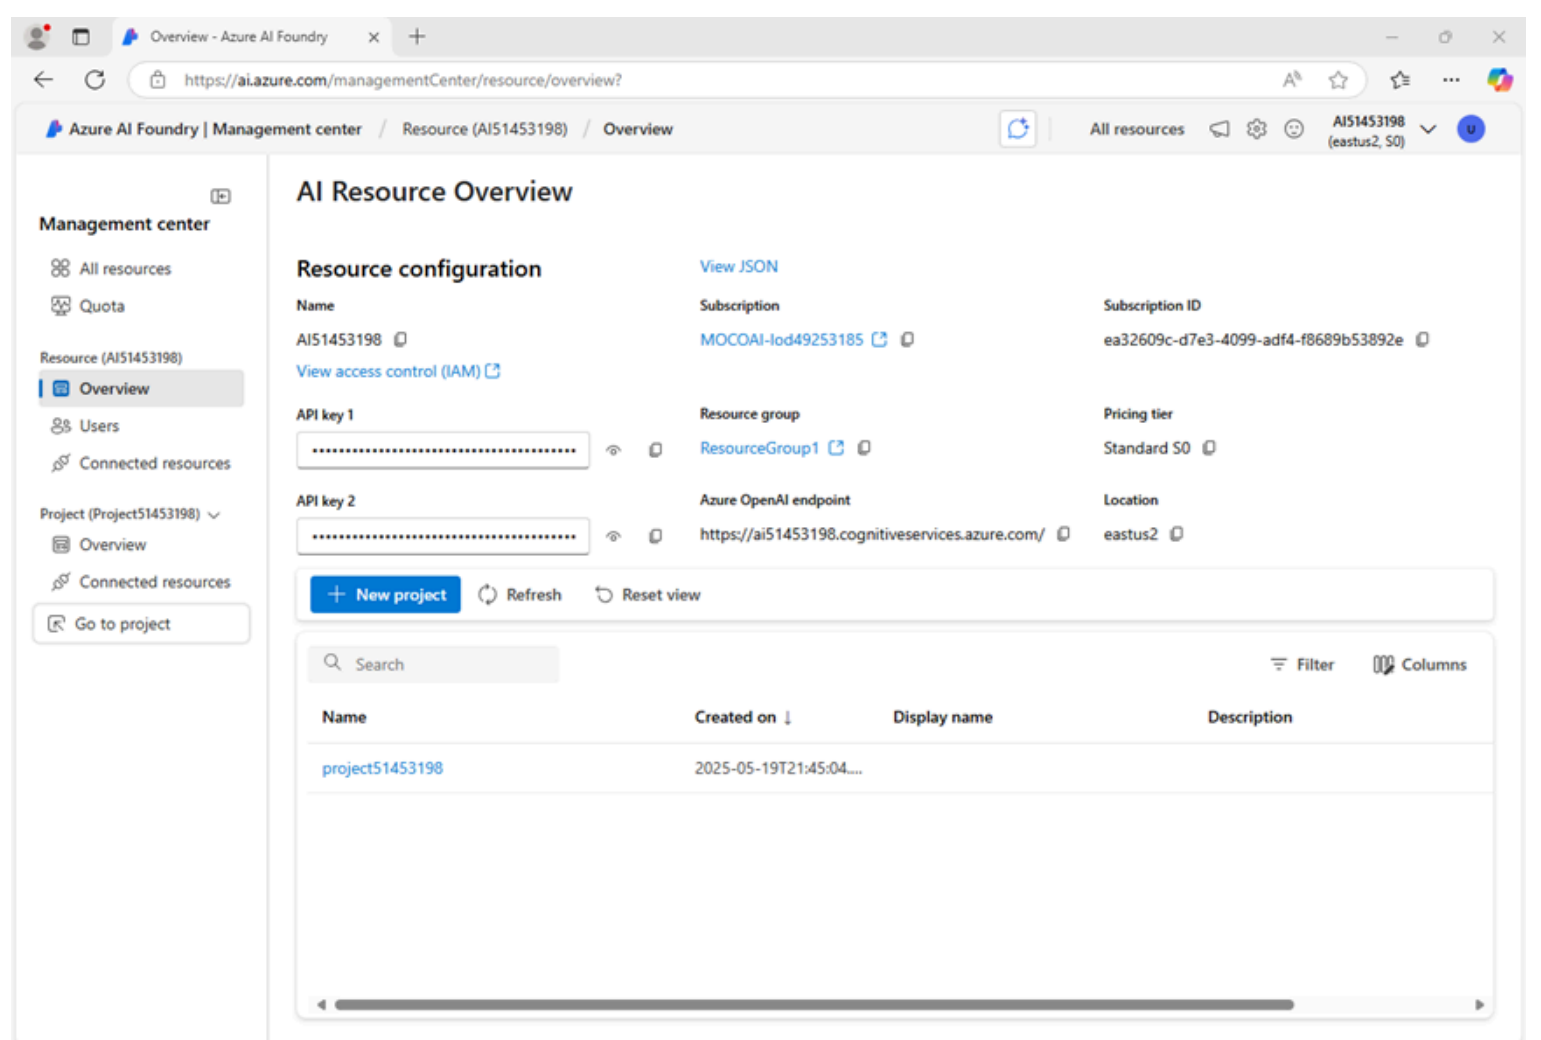 Overview - Azure AI Foundry
https://ai.azure.com/managementCenter/resource/overview?
Azure AI Foundry | Management center / Resource (AI51453198) / Overview
All resources
AI51453198
(eastus2, S0)
U
Management center
All resources
Quota
Resource (AI51453198)
Overview
Users
Connected resources
Project (Project51453198)
Overview
Connected resources
Go to project
AI Resource Overview
Resource configuration
View JSON
Name
AI51453198
View access control (IAM)
Subscription
MOCOAI-lod49253185
Subscription ID
ea32609c-d7e3-4099-adf4-f8689b53892e
API key 1
Resource group
ResourceGroup1
Pricing tier
Standard S0
API key 2
Azure OpenAI endpoint
https://ai51453198.cognitiveservices.azure.com/
Location
eastus2
New project
Refresh
Reset view
Search
Filter
Columns
Name
Created on
Display name
Description
project51453198
2025-05-19T21:45:04....